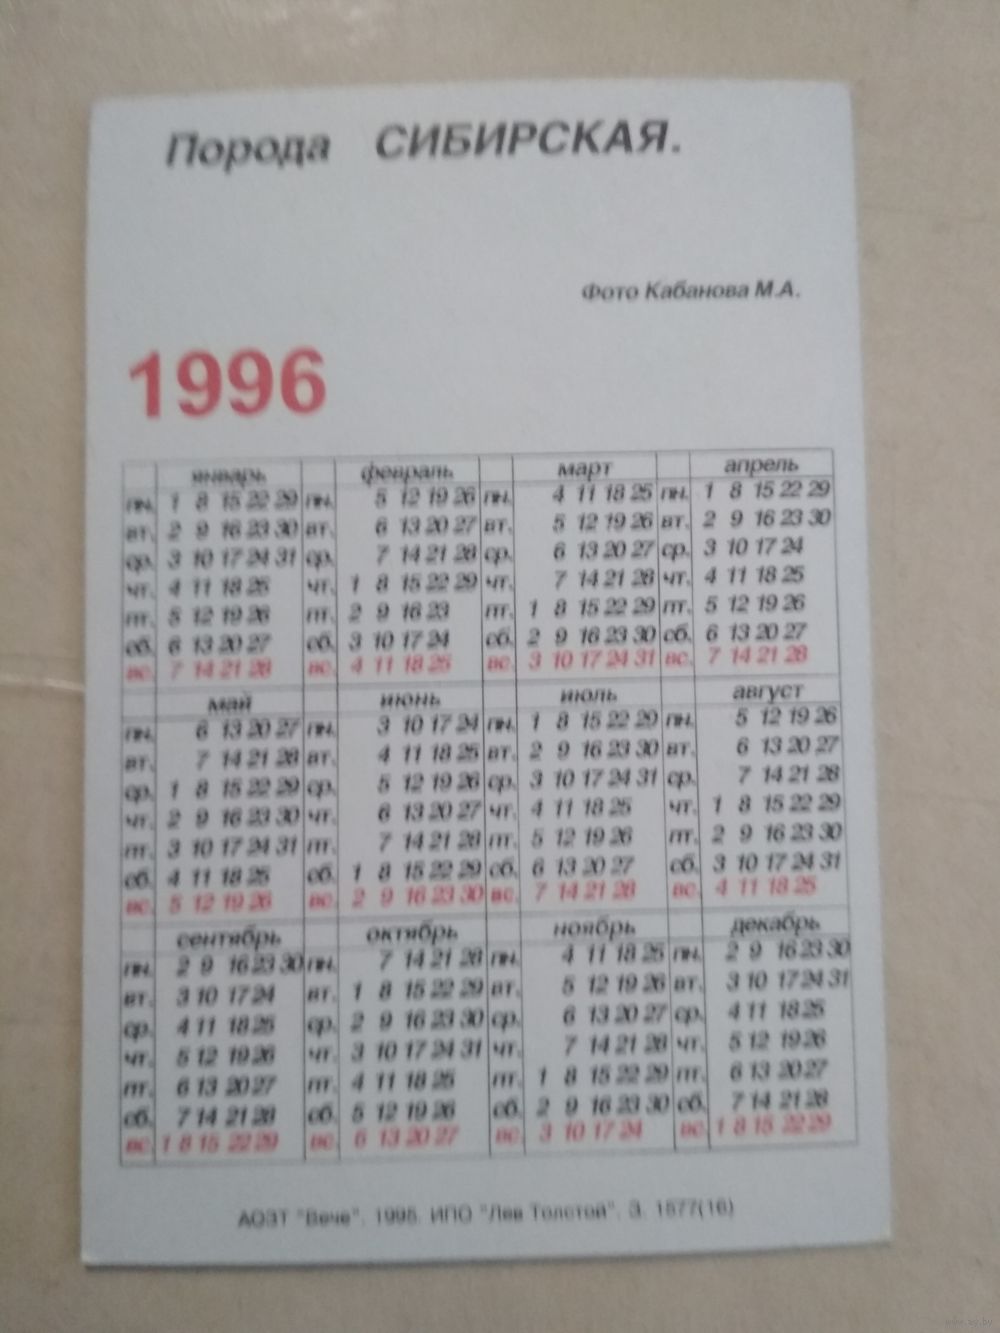 Порода СИБИРСКАЯ.
Фото Кабанова М.А.
1996
январь февраль март апрель
пн. 1 8 15 22 29 пн. 5 12 19 26 пн. 4 11 18 25 пн. 1 8 15 22 29
вт. 2 9 16 23 30 вт. 6 13 20 27 вт. 5 12 19 26 вт. 2 9 16 23 30
ср. 3 10 17 24 31 ср. 7 14 21 28 ср. 6 13 20 27 ср. 3 10 17 24
чт. 4 11 18 25 чт. 1 8 15 22 29 чт. 7 14 21 28 чт. 4 11 18 25
пт. 5 12 19 26 пт. 2 9 16 23 пт. 1 8 15 22 29 пт. 5 12 19 26
сб. 6 13 20 27 сб. 3 10 17 24 сб. 2 9 16 23 30 сб. 6 13 20 27
вс. 7 14 21 28 вс. 4 11 18 25 вс. 3 10 17 24 31 вс. 7 14 21 28
май июнь июль август
пн. 6 13 20 27 пн. 3 10 17 24 пн. 1 8 15 22 29 пн. 5 12 19 26
вт. 7 14 21 28 вт. 4 11 18 25 вт. 2 9 16 23 30 вт. 6 13 20 27
ср. 1 8 15 22 29 ср. 5 12 19 26 ср. 3 10 17 24 31 ср. 7 14 21 28
чт. 2 9 16 23 30 чт. 6 13 20 27 чт. 4 11 18 25 чт. 1 8 15 22 29
пт. 3 10 17 24 31 пт. 7 14 21 28 пт. 5 12 19 26 пт. 2 9 16 23 30
сб. 4 11 18 25 сб. 1 8 15 22 29 сб. 6 13 20 27 сб. 3 10 17 24 31
вс. 5 12 19 26 вс. 2 9 16 23 30 вс. 7 14 21 28 вс. 4 11 18 25
сентябрь октябрь ноябрь декабрь
пн. 2 9 16 23 30 пн. 7 14 21 28 пн. 4 11 18 25 пн. 2 9 16 23 30
вт. 3 10 17 24 вт. 1 8 15 22 29 вт. 5 12 19 26 вт. 3 10 17 24 31
ср. 4 11 18 25 ср. 2 9 16 23 30 ср. 6 13 20 27 ср. 4 11 18 25
чт. 5 12 19 26 чт. 3 10 17 24 31 чт. 7 14 21 28 чт. 5 12 19 26
пт. 6 13 20 27 пт. 4 11 18 25 пт. 1 8 15 22 29 пт. 6 13 20 27
сб. 7 14 21 28 сб. 5 12 19 26 сб. 2 9 16 23 30 сб. 7 14 21 28
вс. 1 8 15 22 29 вс. 6 13 20 27 вс. 3 10 17 24 вс. 1 8 15 22 29
АОЗТ "Вече". 1995. ИПО "Лев Толстой". З. 1577(16)